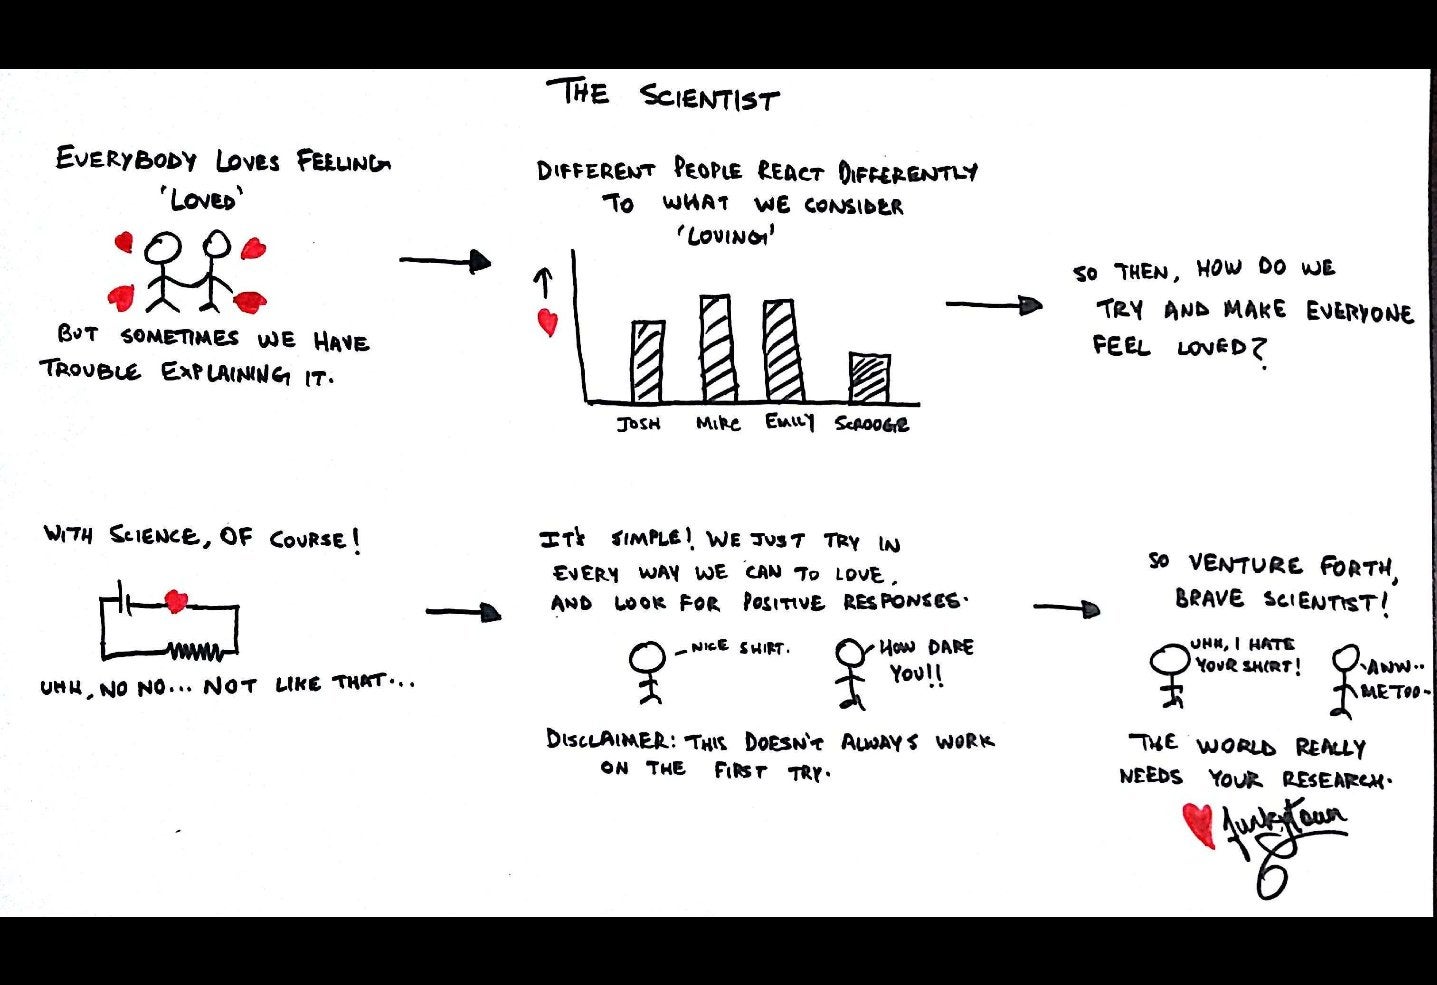 THE SCIENTIST
EVERYBODY LOVES FEELING
'LOVED'
BUT SOMETIMES WE HAVE
TROUBLE EXPLAINING IT.
DIFFERENT PEOPLE REACT DIFFERENTLY
TO WHAT WE CONSIDER
'LOVING'
JOSH MIKE EMILY SCROOGE
SO THEN, HOW DO WE
TRY AND MAKE EVERYONE
FEEL LOVED?
WITH SCIENCE, OF COURSE!
UHH, NO NO... NOT LIKE THAT...
IT'S SIMPLE! WE JUST TRY IN
EVERY WAY WE CAN TO LOVE,
AND LOOK FOR POSITIVE RESPONSES.
NICE SHIRT.
HOW DARE
YOU!!
DISCLAIMER: THIS DOESN'T ALWAYS WORK
ON THE FIRST TRY.
SO VENTURE FORTH,
BRAVE SCIENTIST!
UHH, I HATE
YOUR SHIRT!
AWW..
ME TOO.
THE WORLD REALLY
NEEDS YOUR RESEARCH.
funkytown